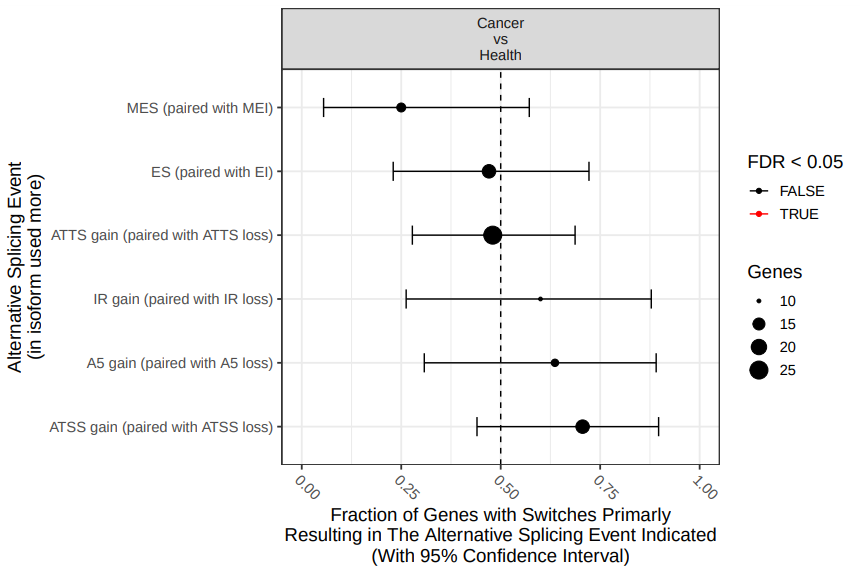 Cancer
vs
Health
Alternative Splicing Event
(in isoform used more)
MES (paired with MEI)
ES (paired with EI)
ATTS gain (paired with ATTS loss)
IR gain (paired with IR loss)
A5 gain (paired with A5 loss)
ATSS gain (paired with ATSS loss)
0.00
0.25
0.50
0.75
1.00
Fraction of Genes with Switches Primarly
Resulting in The Alternative Splicing Event Indicated
(With 95% Confidence Interval)
FDR < 0.05
FALSE
TRUE
Genes
10
15
20
25